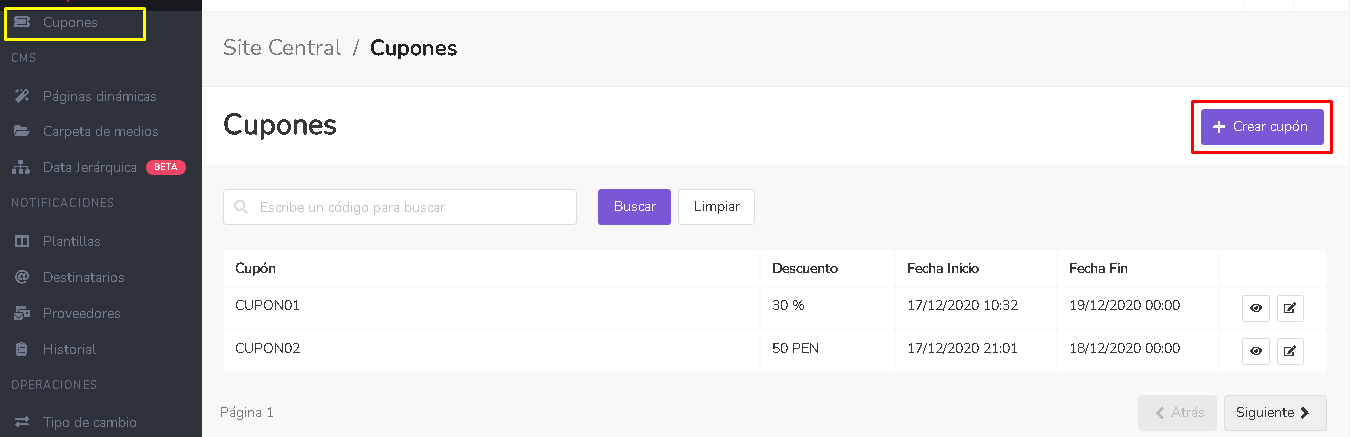 Cupones
CMS
Páginas dinámicas
Carpeta de medios
Data Jerárquica BETA
NOTIFICACIONES
Plantillas
Destinatarios
Proveedores
Historial
OPERACIONES
Tipo de cambio
Site Central / Cupones
Cupones
Crear cupón
Escribe un código para buscar Buscar Limpiar
Cupón Descuento Fecha Inicio Fecha Fin
CUPON01 30 % 17/12/2020 10:32 19/12/2020 00:00
CUPON02 50 PEN 17/12/2020 21:01 18/12/2020 00:00
Página 1 Atrás Siguiente